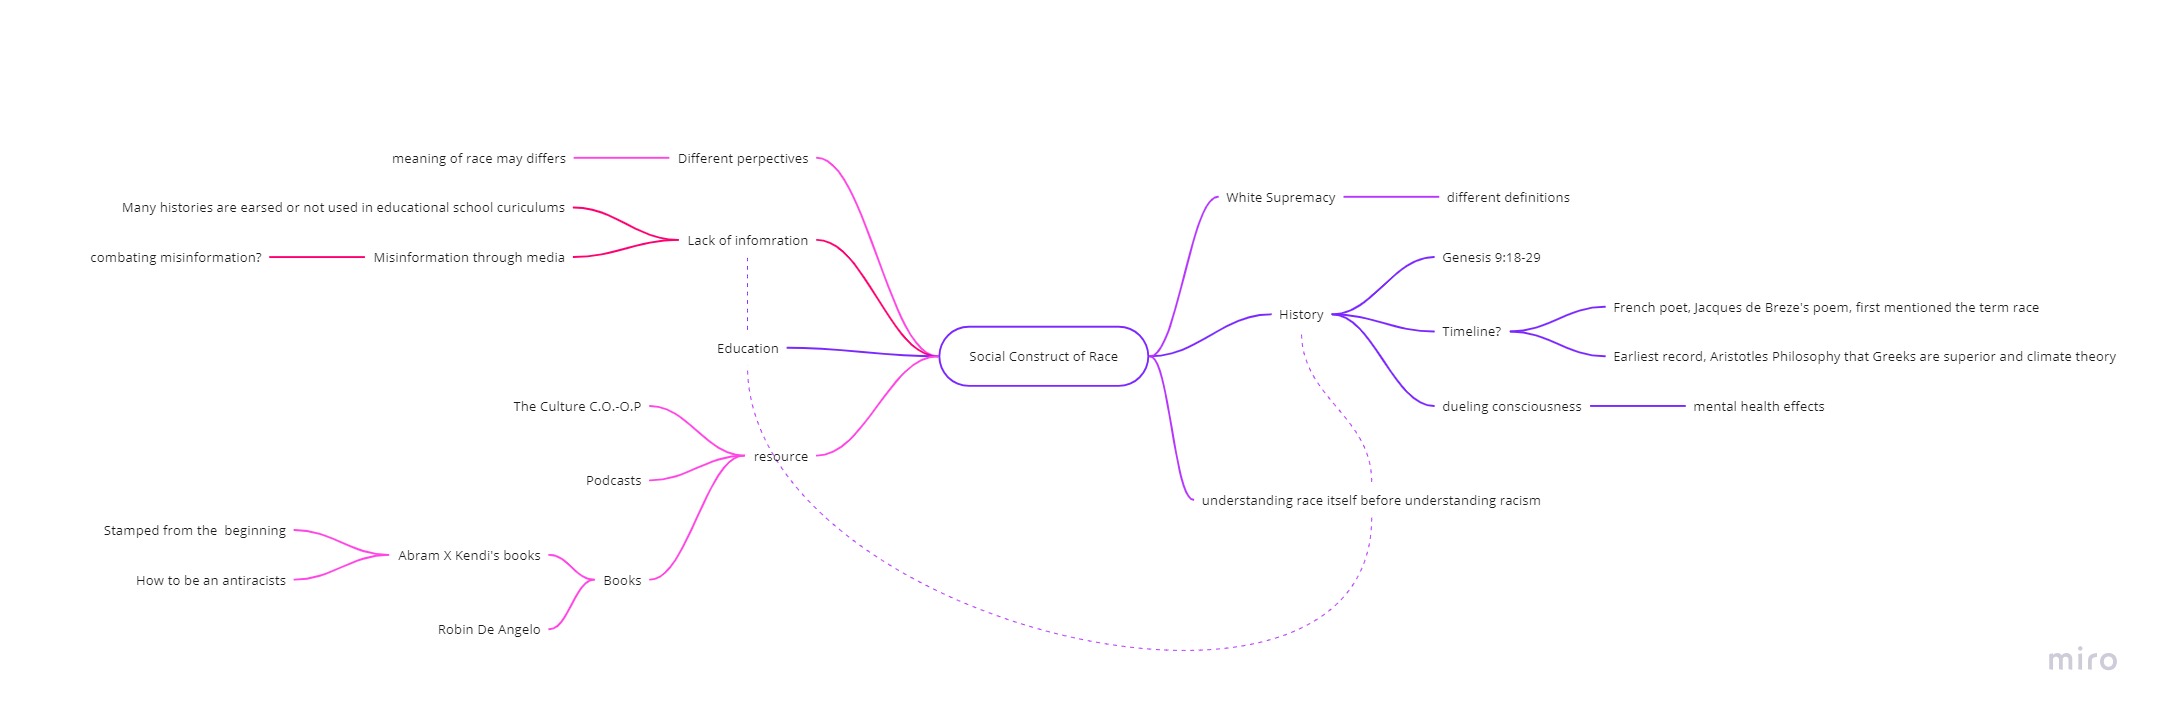 Different perpectives
meaning of race may differs
Lack of infomration
Many histories are earsed or not used in educational school curiculums
Misinformation through media
combating misinformation?
Education
resource
The Culture C.O.-O.P
Podcasts
Books
Abram X Kendi's books
Stamped from the  beginning
How to be an antiracists
Robin De Angelo
Social Construct of Race
White Supremacy
different definitions
History
Genesis 9:18-29
Timeline?
French poet, Jacques de Breze's poem, first mentioned the term race
Earliest record, Aristotles Philosophy that Greeks are superior and climate theory
dueling consciousness
mental health effects
understanding race itself before understanding racism
miro